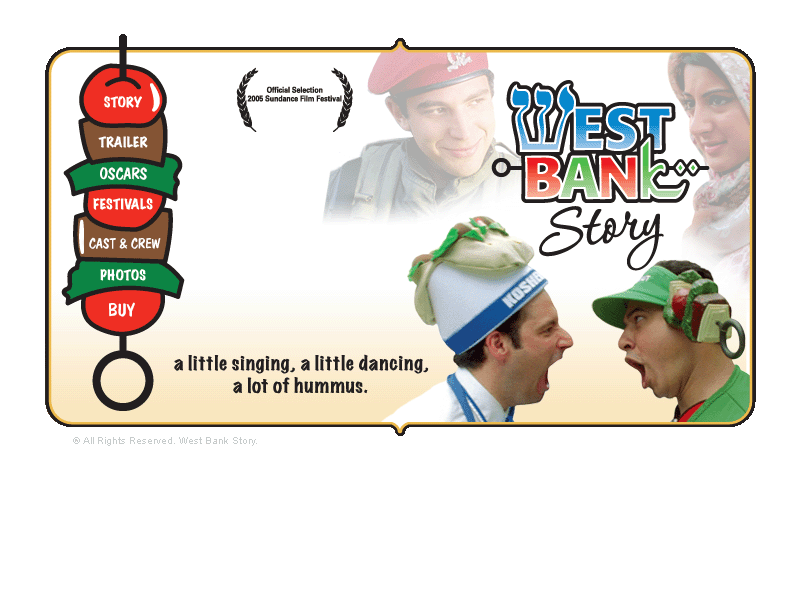 STORY
TRAILER
OSCARS
FESTIVALS
CAST & CREW
PHOTOS
BUY
Official Selection
2005 Sundance Film Festival
WEST
BANK
Story
KOSHE
a little singing, a little dancing,
a lot of hummus.
® All Rights Reserved. West Bank Story.